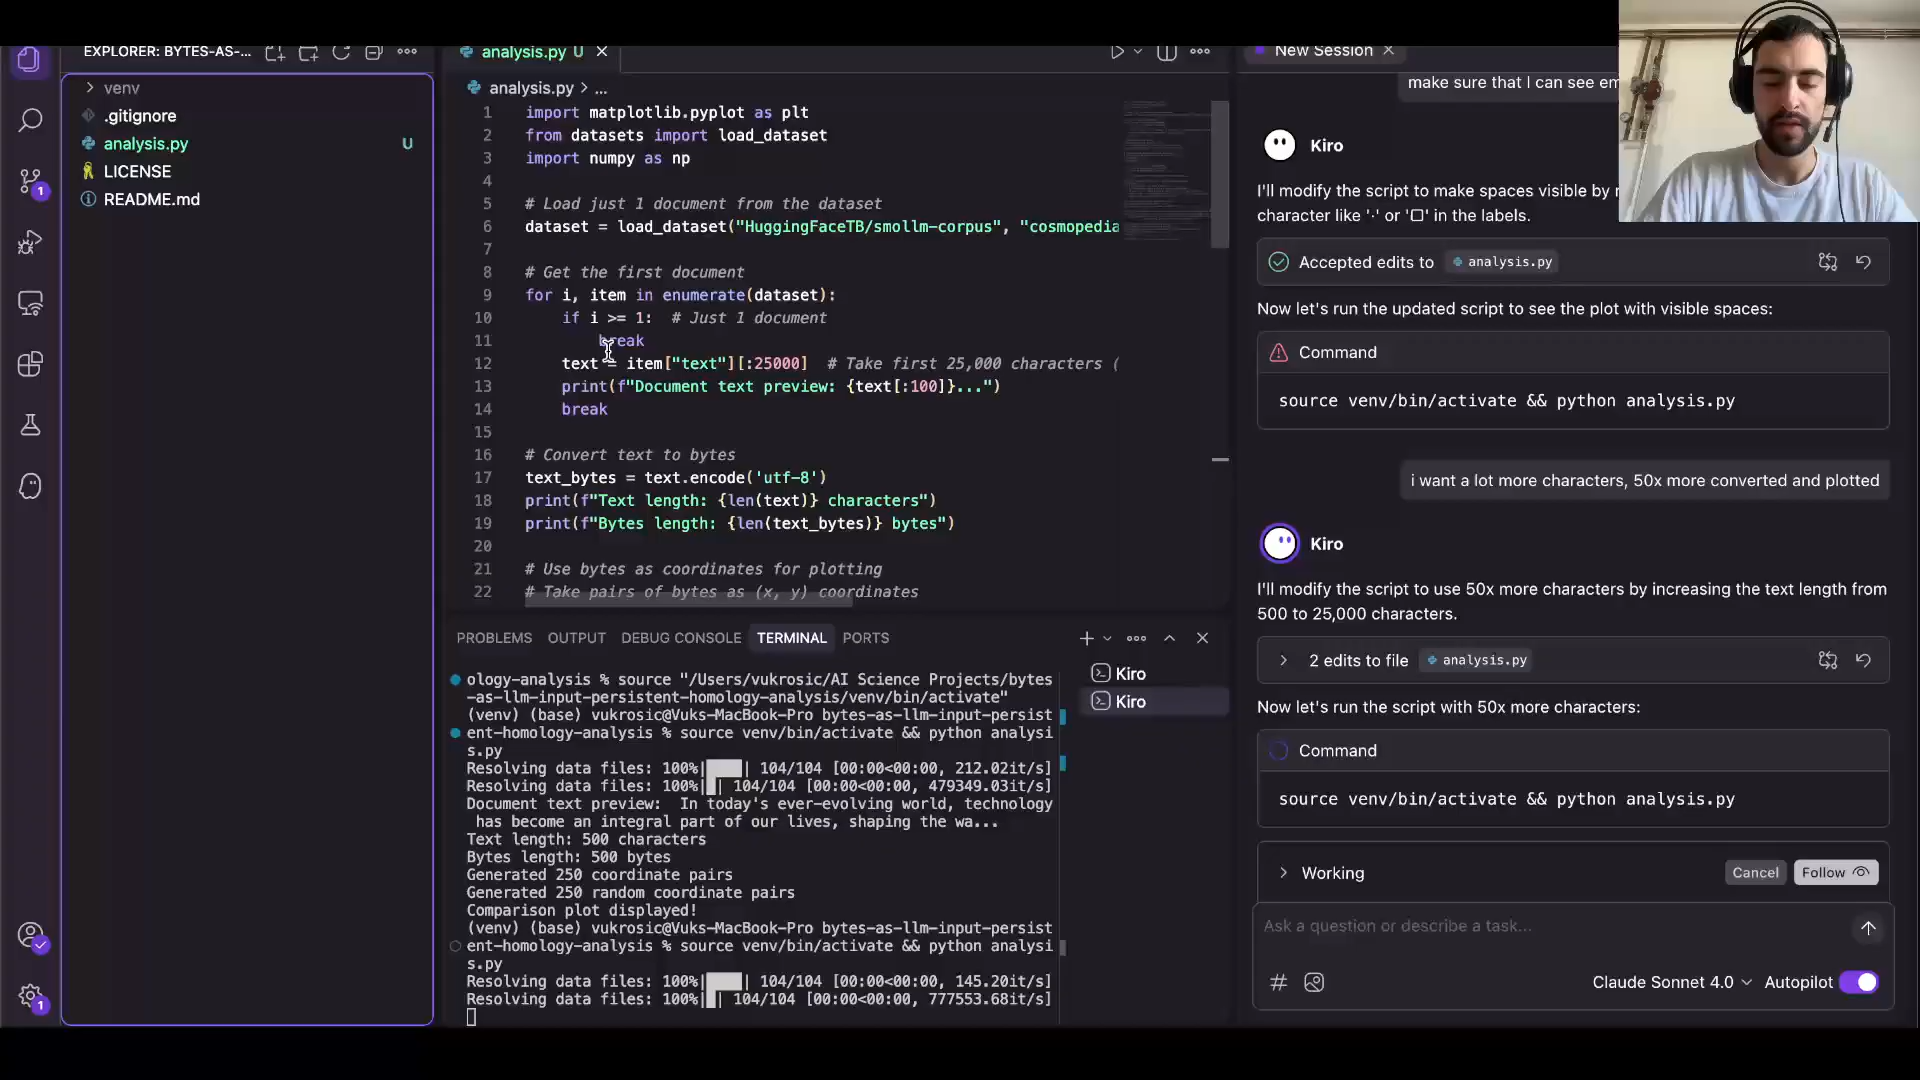 EXPLORER: BYTES-AS-...
venv
.gitignore
analysis.py U
LICENSE
README.md
1
1
analysis.py U
analysis.py > ...
1 import matplotlib.pyplot as plt
2 from datasets import load_dataset
3 import numpy as np
4
5 # Load just 1 document from the dataset
6 dataset = load_dataset("HuggingFaceTB/smollm-corpus", "cosmopedia
7
8 # Get the first document
9 for i, item in enumerate(dataset):
10 if i >= 1:  # Just 1 document
11 break
12 text = item["text"][:25000]  # Take first 25,000 characters (
13 print(f"Document text preview: {text[:100]}...")
14 break
15
16 # Convert text to bytes
17 text_bytes = text.encode('utf-8')
18 print(f"Text length: {len(text)} characters")
19 print(f"Bytes length: {len(text_bytes)} bytes")
20
21 # Use bytes as coordinates for plotting
22 # Take pairs of bytes as (x, y) coordinates
PROBLEMS OUTPUT DEBUG CONSOLE TERMINAL PORTS
Kiro
Kiro
ology-analysis % source "/Users/vukrosic/AI Science Projects/bytes
-as-llm-input-persistent-homology-analysis/venv/bin/activate"
(venv) (base) vukrosic@Vuks-MacBook-Pro bytes-as-llm-input-persist
ent-homology-analysis % source venv/bin/activate && python analysi
s.py
Resolving data files: 100%| | 104/104 [00:00<00:00, 212.02it/s]
Resolving data files: 100%| | 104/104 [00:00<00:00, 479349.03it/s]
Document text preview:  In today's ever-evolving world, technology
has become an integral part of our lives, shaping the wa...
Text length: 500 characters
Bytes length: 500 bytes
Generated 250 coordinate pairs
Generated 250 random coordinate pairs
Comparison plot displayed!
(venv) (base) vukrosic@Vuks-MacBook-Pro bytes-as-llm-input-persist
ent-homology-analysis % source venv/bin/activate && python analysi
s.py
Resolving data files: 100%| | 104/104 [00:00<00:00, 145.20it/s]
Resolving data files: 100%| | 104/104 [00:00<00:00, 777553.68it/s]
New Session
make sure that I can see em
Kiro
I'll modify the script to make spaces visible by
character like '·' or '□' in the labels.
Accepted edits to analysis.py
Now let's run the updated script to see the plot with visible spaces:
Command
source venv/bin/activate && python analysis.py
i want a lot more characters, 50x more converted and plotted
Kiro
I'll modify the script to use 50x more characters by increasing the text length from
500 to 25,000 characters.
2 edits to file analysis.py
Now let's run the script with 50x more characters:
Command
source venv/bin/activate && python analysis.py
Working Cancel Follow
Ask a question or describe a task...
Claude Sonnet 4.0 Autopilot